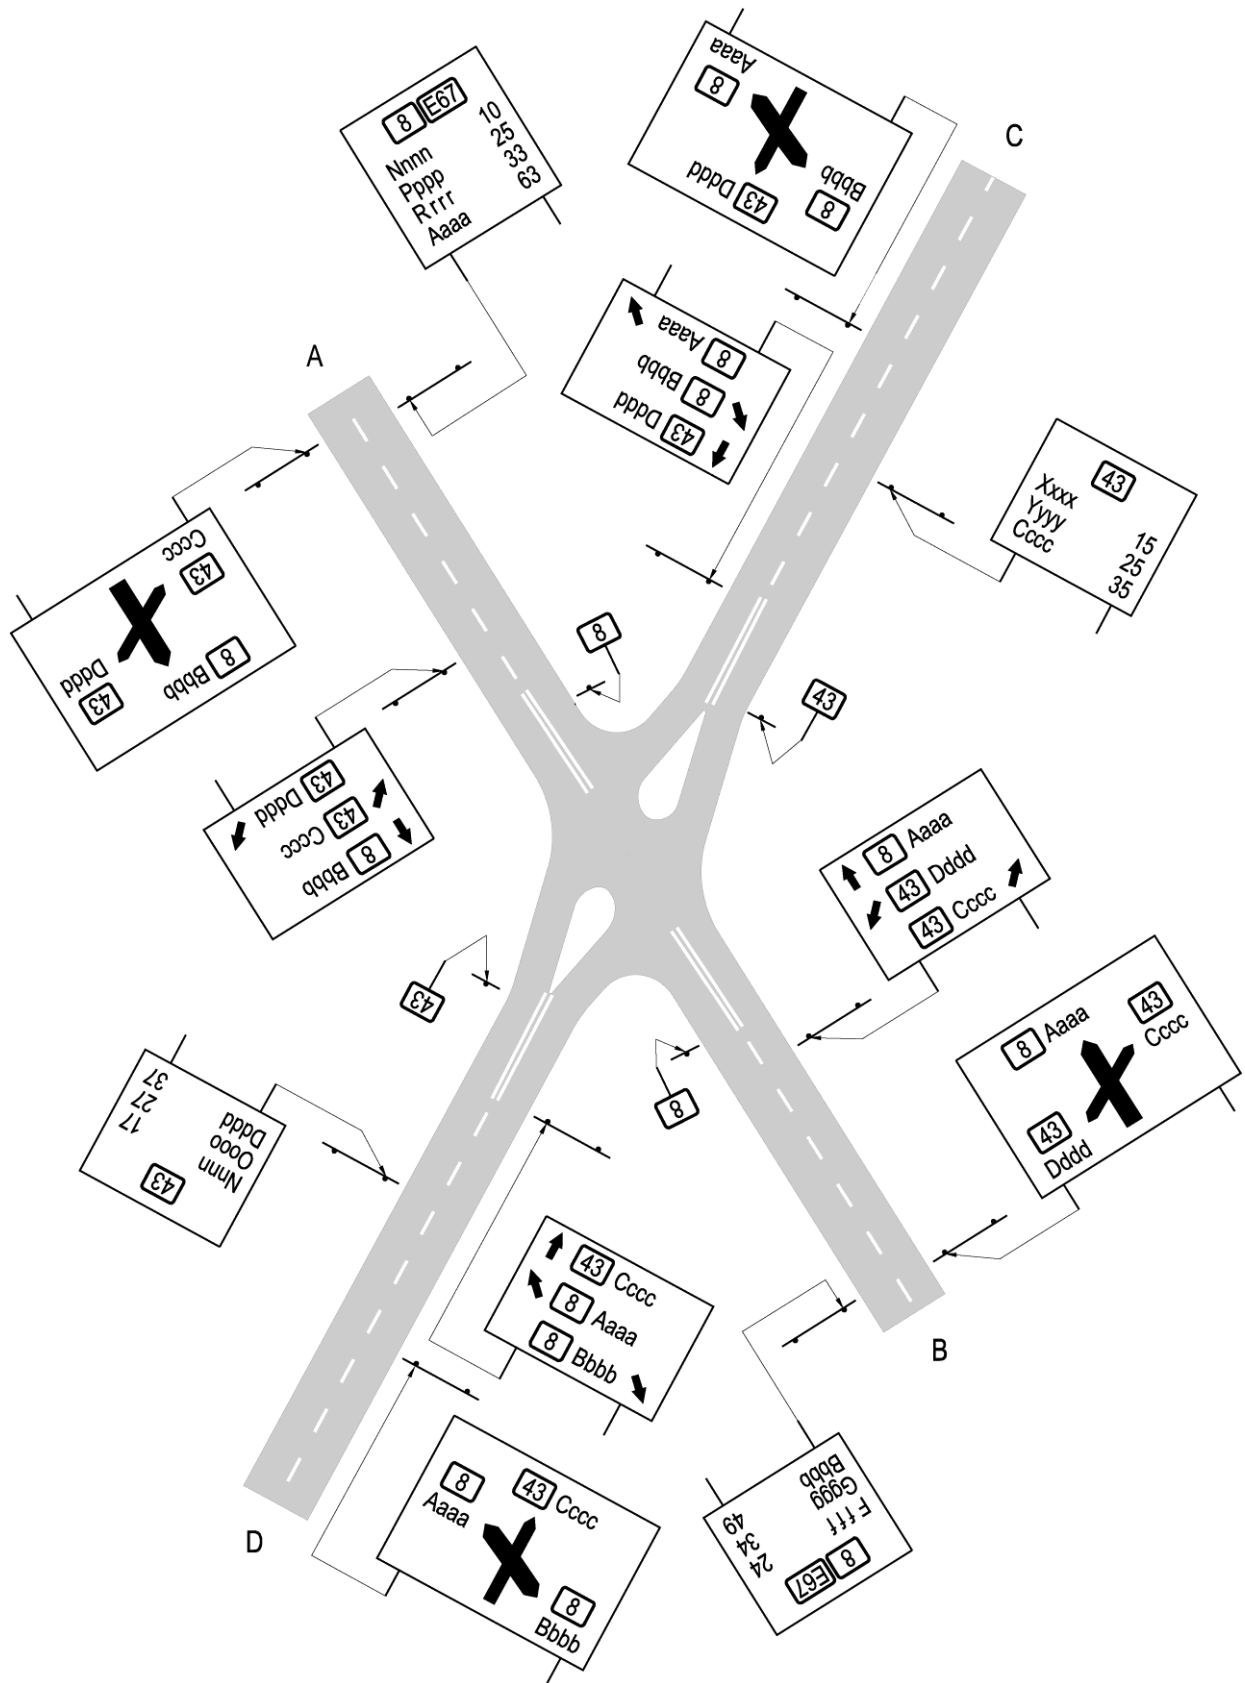 Aaaa
8
8 E67
Nnnn 10
Pppp 25
Rrrr 33
Aaaa 63
Dddd 43
8
Bbbb
C
8 Aaaa
8 Bbbb
43 Dddd
A
43
Xxxx 15
Yyyy 25
Cccc 35
Cccc
43
8 Bbbb
Dddd
43
8
43
43 Dddd
43 Cccc
8 Bbbb
8 Aaaa
43 Dddd
43 Cccc
43
8
8 Aaaa
43
Cccc
43
Dddd
43
Nnnn 17
Oooo 27
Dddd 37
43 Cccc
8 Aaaa
8 Bbbb
B
8
Aaaa
43 Cccc
8
Bbbb
D
8 E67
Ffff 24
Gggg 34
Bbbb 49